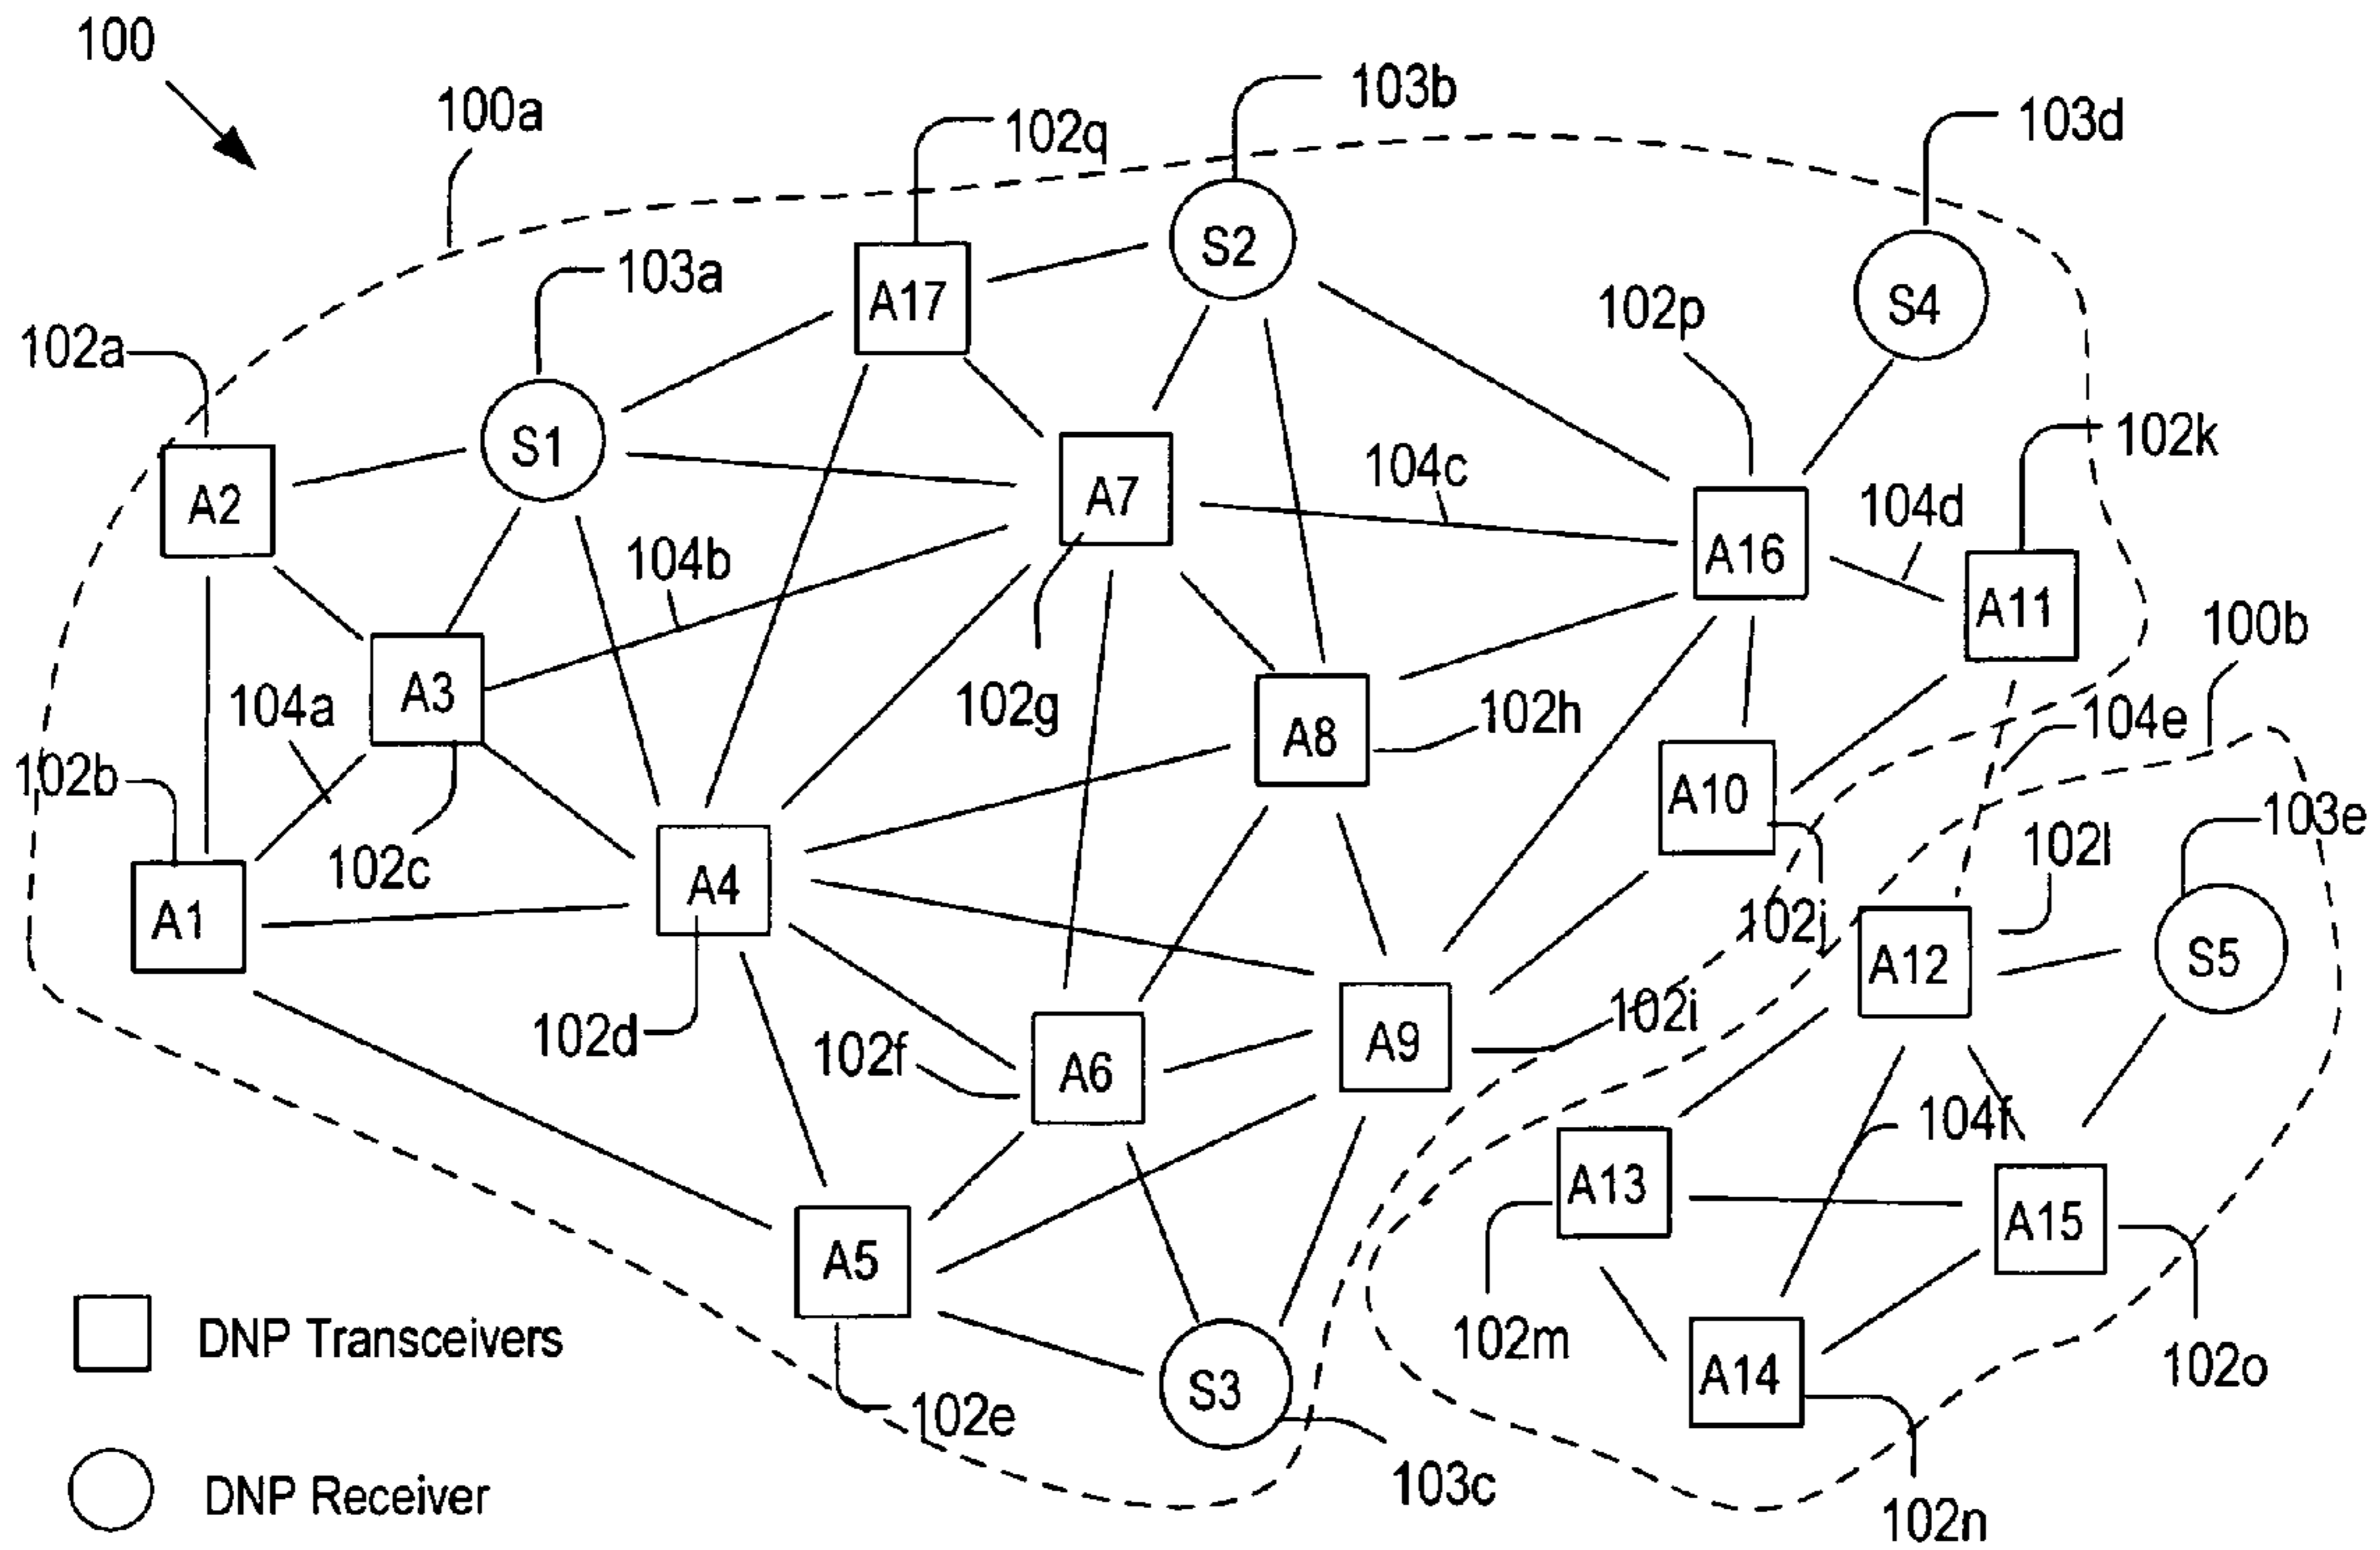 100
100a
102q
103b
103d
103a
102p
S2
S4
A17
102a
S1
102k
A2
A7
104c
104d
A16
104b
A11
100b
A3
104a
102g
102h
104e
A8
102b
A10
103e
102c
102l
A4
A1
102j
A12
S5
102d
102f
A6
A9
102i
104f
A13
A15
A5
DNP Transceivers
102m
102o
S3
A14
102e
103c
DNP Receiver
102n